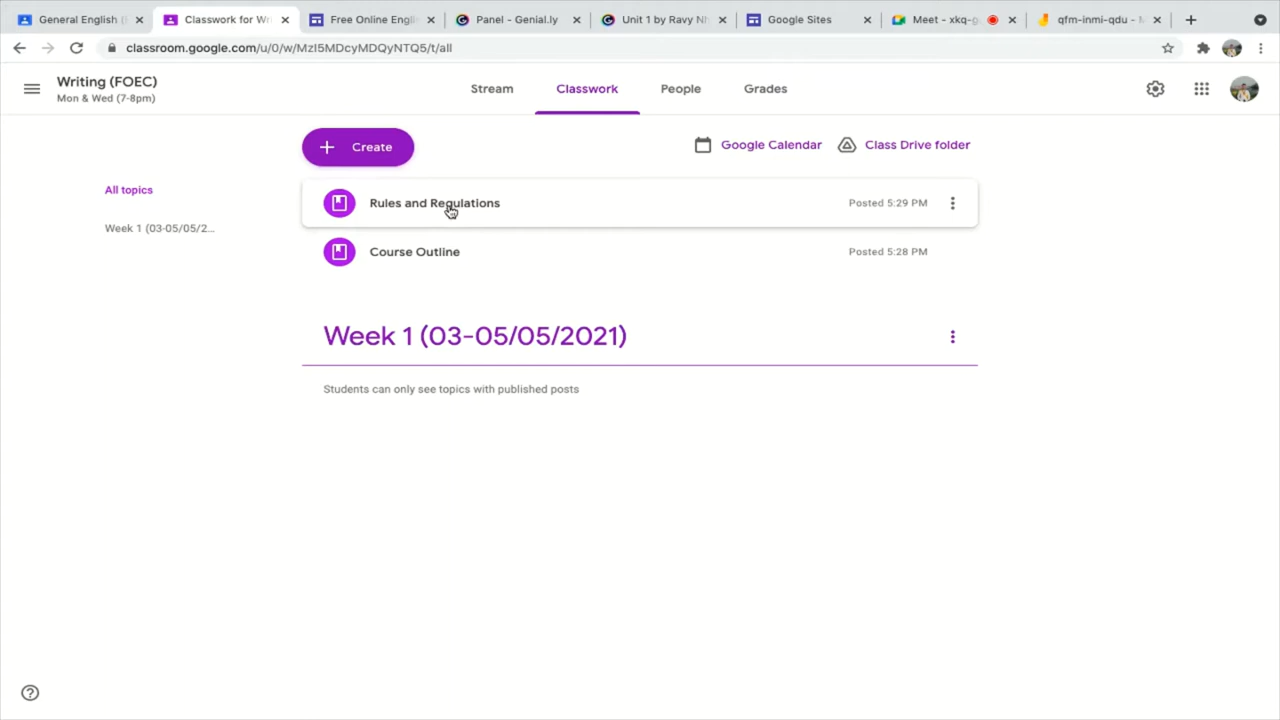 General English (
Classwork for Wr
Free Online Engli
Panel - Genial.ly
Unit 1 by Ravy N
Google Sites
Meet - xkq-g
qfm-inmi-qdu - M
classroom.google.com/u/0/w/MzI5MDcyMDQyNTQ5/t/all
Writing (FOEC)
Mon & Wed (7-8pm)
Stream
Classwork
People
Grades
Create
Google Calendar
Class Drive folder
All topics
Week 1 (03-05/05/2...
Rules and Regulations
Posted 5:29 PM
Course Outline
Posted 5:28 PM
Week 1 (03-05/05/2021)
Students can only see topics with published posts